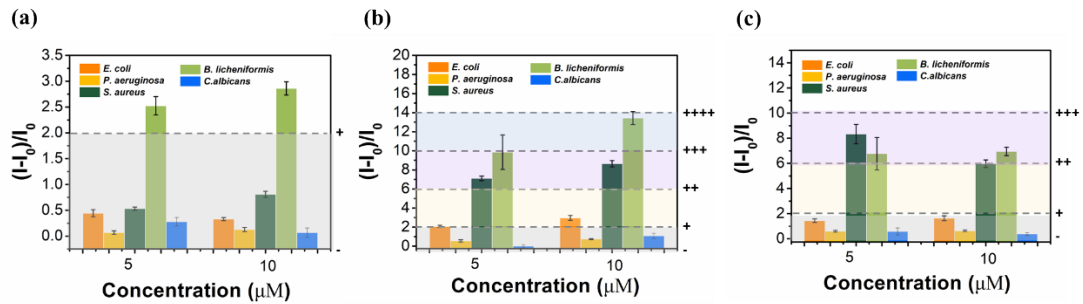 (a)
(I-I₀)/I₀
3.5
3.0
2.5
2.0
1.5
1.0
0.5
0.0
E. coli
P. aeruginosa
S. aureus
B. licheniformis
C.albicans
+
-
5
10
Concentration (μM)
(b)
(I-I₀)/I₀
20
18
16
14
12
10
8
6
4
2
0
E. coli
P. aeruginosa
S. aureus
B. licheniformis
C.albicans
++++
+++
++
+
-
5
10
Concentration (μM)
(c)
(I-I₀)/I₀
14
12
10
8
6
4
2
0
E. coli
P. aeruginosa
S. aureus
B. licheniformis
C.albicans
+++
++
+
-
5
10
Concentration (μM)